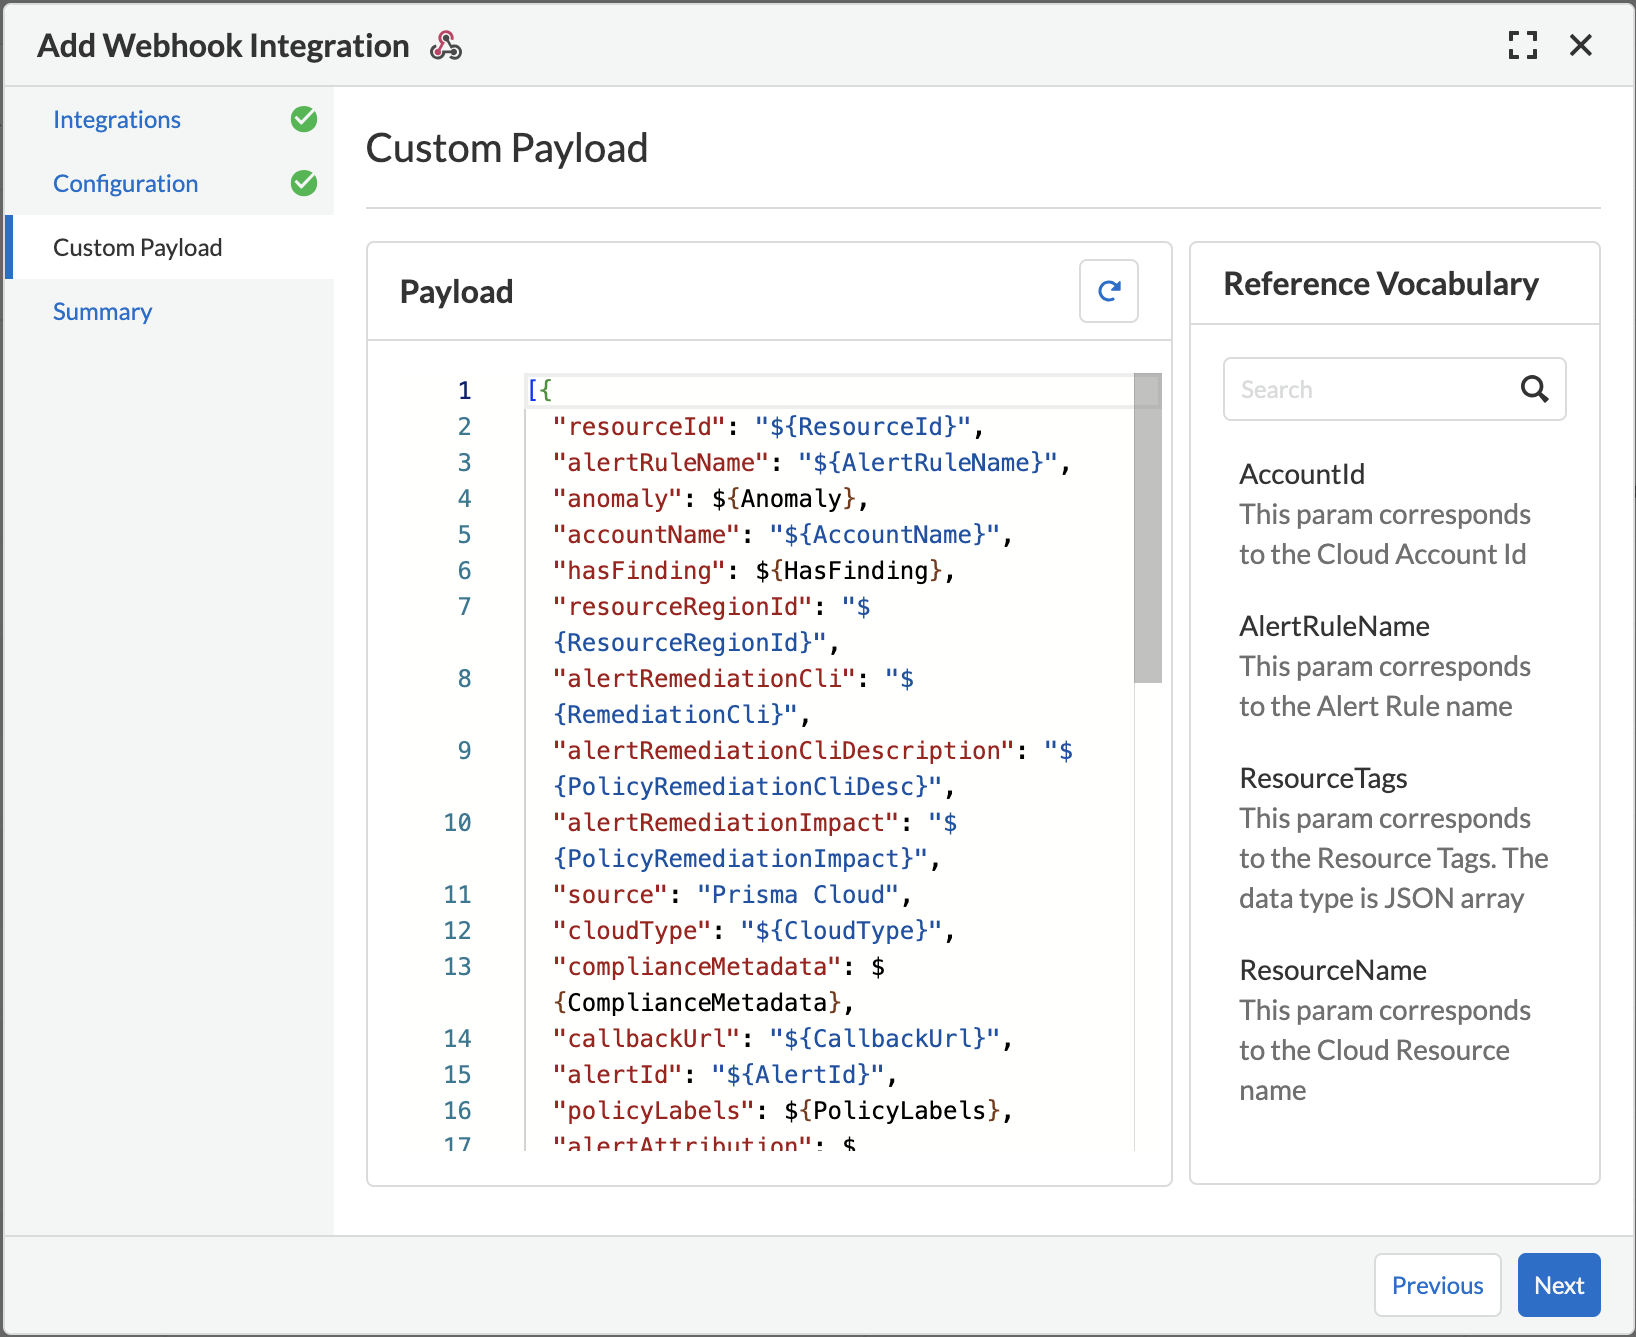 Add Webhook Integration
Integrations
Configuration
Custom Payload
Summary
Custom Payload
Payload
1 [{
2 "resourceId": "${ResourceId}",
3 "alertRuleName": "${AlertRuleName}",
4 "anomaly": ${Anomaly},
5 "accountName": "${AccountName}",
6 "hasFinding": ${HasFinding},
7 "resourceRegionId": "$
{ResourceRegionId}",
8 "alertRemediationCli": "$
{RemediationCli}",
9 "alertRemediationCliDescription": "$
{PolicyRemediationCliDesc}",
10 "alertRemediationImpact": "$
{PolicyRemediationImpact}",
11 "source": "Prisma Cloud",
12 "cloudType": "${CloudType}",
13 "complianceMetadata": $
{ComplianceMetadata},
14 "callbackUrl": "${CallbackUrl}",
15 "alertId": "${AlertId}",
16 "policyLabels": ${PolicyLabels},
17 "alertAttribution": $
Reference Vocabulary
Search
AccountId
This param corresponds
to the Cloud Account Id
AlertRuleName
This param corresponds
to the Alert Rule name
ResourceTags
This param corresponds
to the Resource Tags. The
data type is JSON array
ResourceName
This param corresponds
to the Cloud Resource
name
Previous
Next